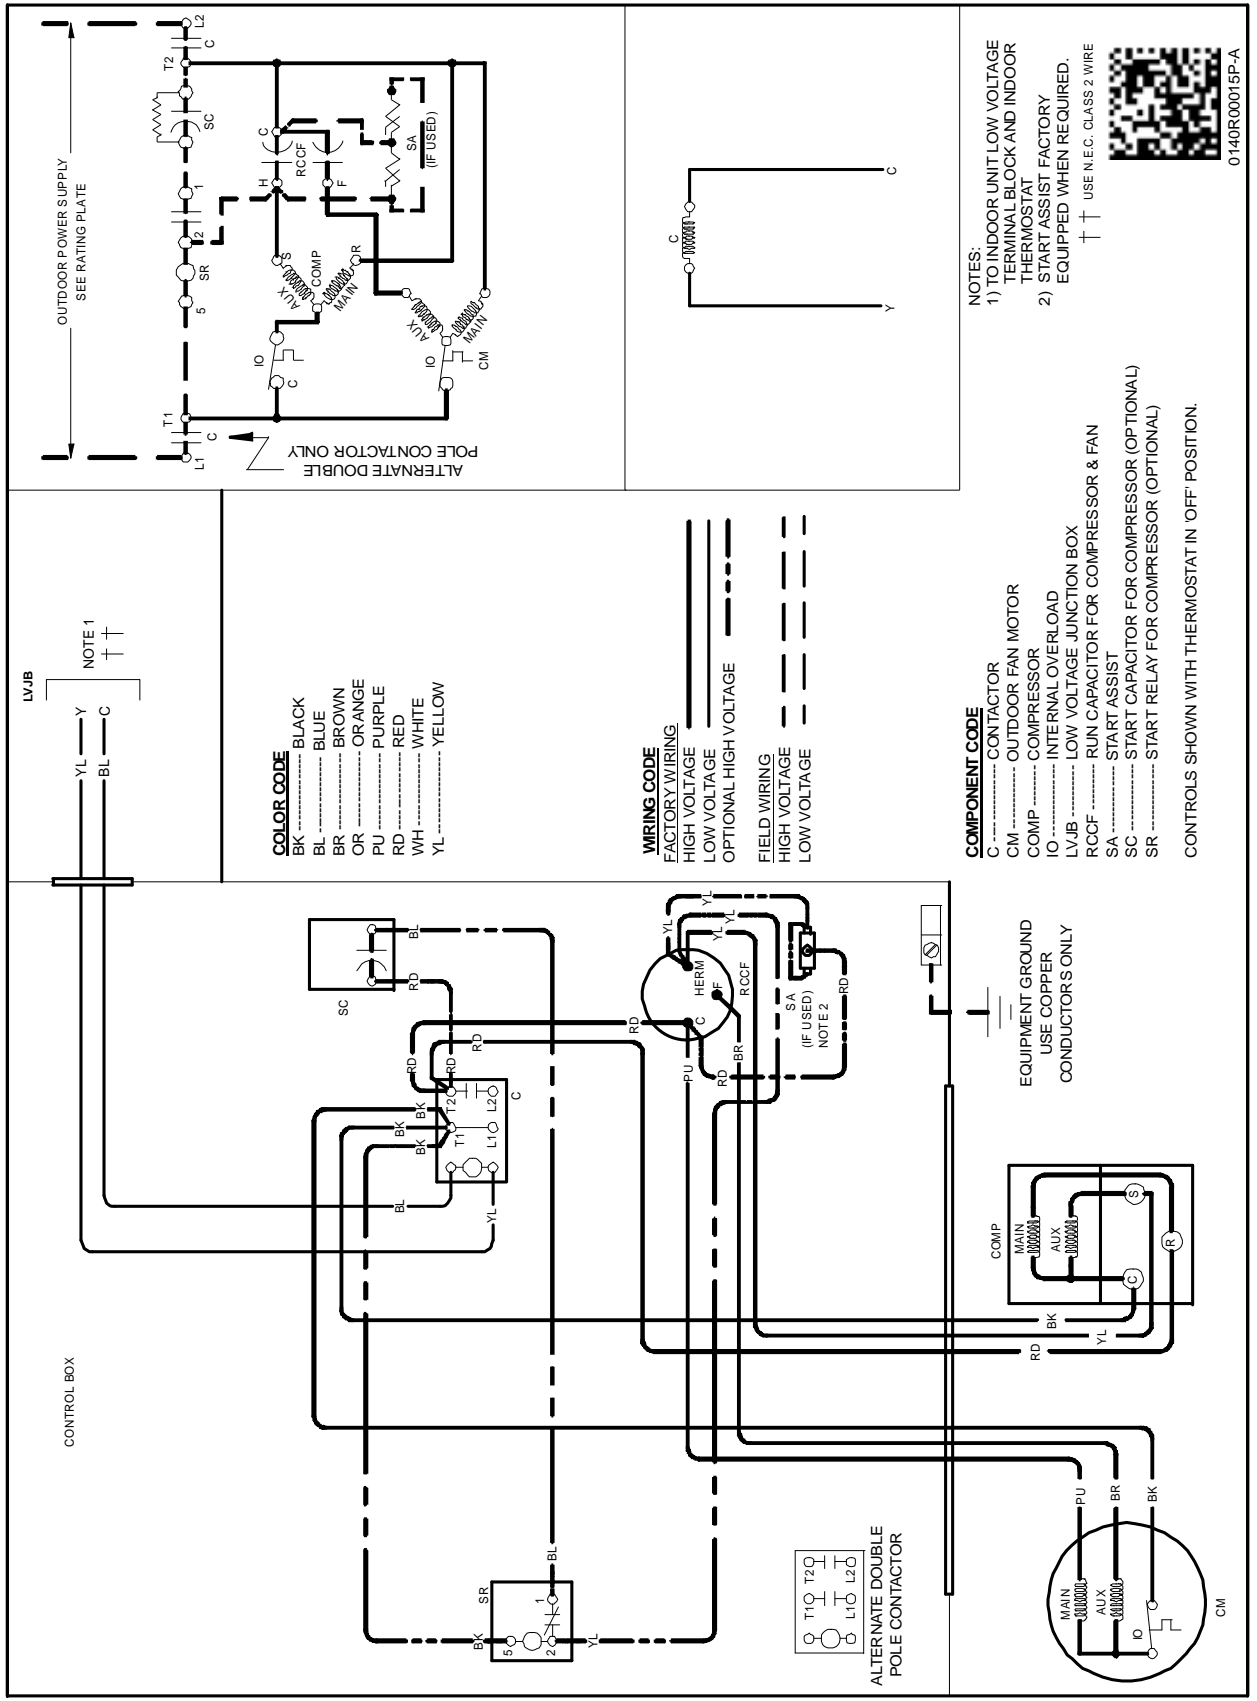 CONTROL BOX
LVJB
YL
Y
BL
C
NOTE 1
OUTDOOR POWER SUPPLY
SEE RATING PLATE
L1
C
T1
5
SR
2
1
SC
T2
C
L2
ALTERNATE DOUBLE
POLE CONTACTOR ONLY
C
IO
AUX
COMP
MAIN
S
R
H
RCCF
C
F
SA
(IF USED)
IO
CM
AUX
MAIN
Y
C
C
COLOR CODE
BK ---------- BLACK
BL ---------- BLUE
BR ---------- BROWN
OR ---------- ORANGE
PU ---------- PURPLE
RD ---------- RED
WH ---------- WHITE
YL ---------- YELLOW
WIRING CODE
FACTORY WIRING
HIGH VOLTAGE
LOW VOLTAGE
OPTIONAL HIGH VOLTAGE
FIELD WIRING
HIGH VOLTAGE
LOW VOLTAGE
COMPONENT CODE
C ---------- CONTACTOR
CM ---------- OUTDOOR FAN MOTOR
COMP ---------- COMPRESSOR
IO ---------- INTERNAL OVERLOAD
LVJB ---------- LOW VOLTAGE JUNCTION BOX
RCCF ---------- RUN CAPACITOR FOR COMPRESSOR & FAN
SA ---------- START ASSIST
SC ---------- START CAPACITOR FOR COMPRESSOR (OPTIONAL)
SR ---------- START RELAY FOR COMPRESSOR (OPTIONAL)
CONTROLS SHOWN WITH THERMOSTAT IN 'OFF' POSITION.
NOTES:
1) TO INDOOR UNIT LOW VOLTAGE
TERMINAL BLOCK AND INDOOR
THERMOSTAT
2) START ASSIST FACTORY
EQUIPPED WHEN REQUIRED.
†† USE N.E.C. CLASS 2 WIRE
0140R00015P-A
SC
RD
BL
BL
YL
BK
BK
BK
T1
T2
L1
L2
C
RD
RD
RD
RD
SR
5
2
1
BK
YL
BL
PU
RD
BR
C
HERM
F
RCCF
YL
YL
YL
YL
YL
SA
(IF USED)
NOTE 2
RD
ALTERNATE DOUBLE
POLE CONTACTOR
T1
T2
L1
L2
EQUIPMENT GROUND
USE COPPER
CONDUCTORS ONLY
COMP
MAIN
AUX
C
S
R
BK
YL
RD
PU
BR
BK
MAIN
AUX
IO
CM